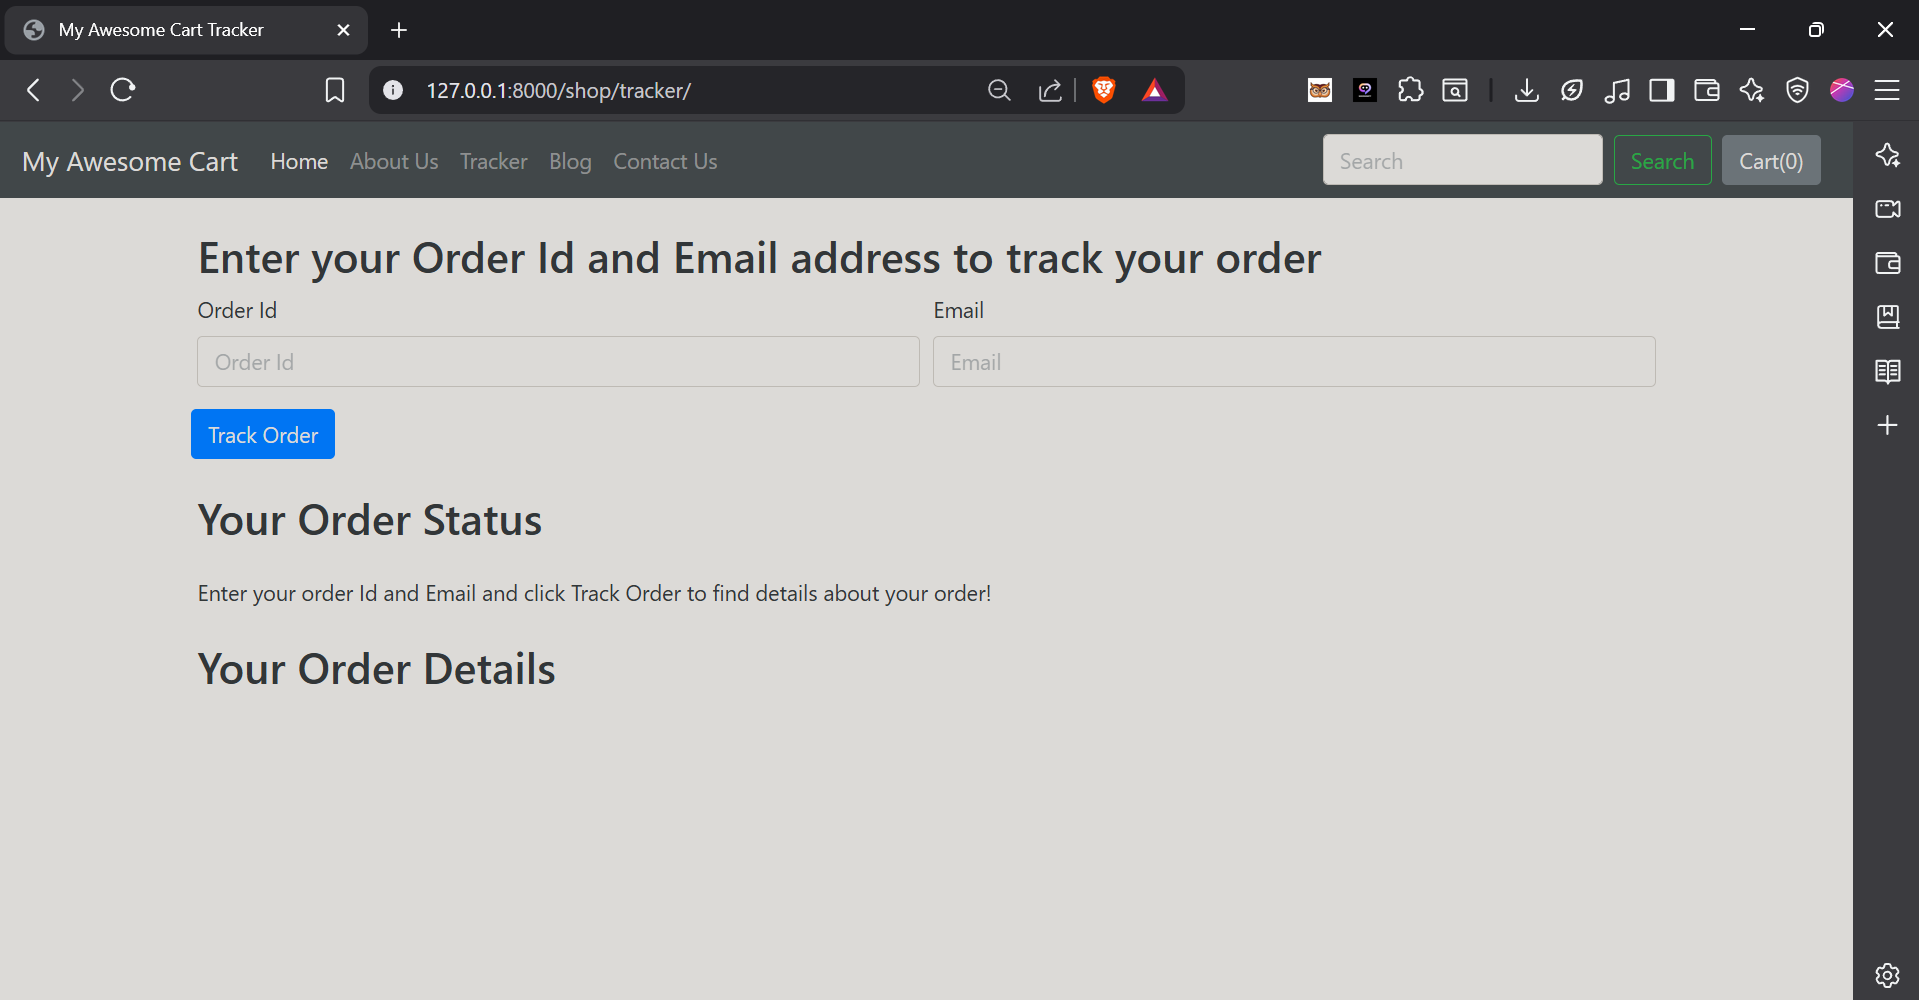 My Awesome Cart Tracker
127.0.0.1:8000/shop/tracker/
My Awesome Cart Home About Us Tracker Blog Contact Us Search Search Cart(0)
Enter your Order Id and Email address to track your order
Order Id Email
Order Id Email
Track Order
Your Order Status
Enter your order Id and Email and click Track Order to find details about your order!
Your Order Details